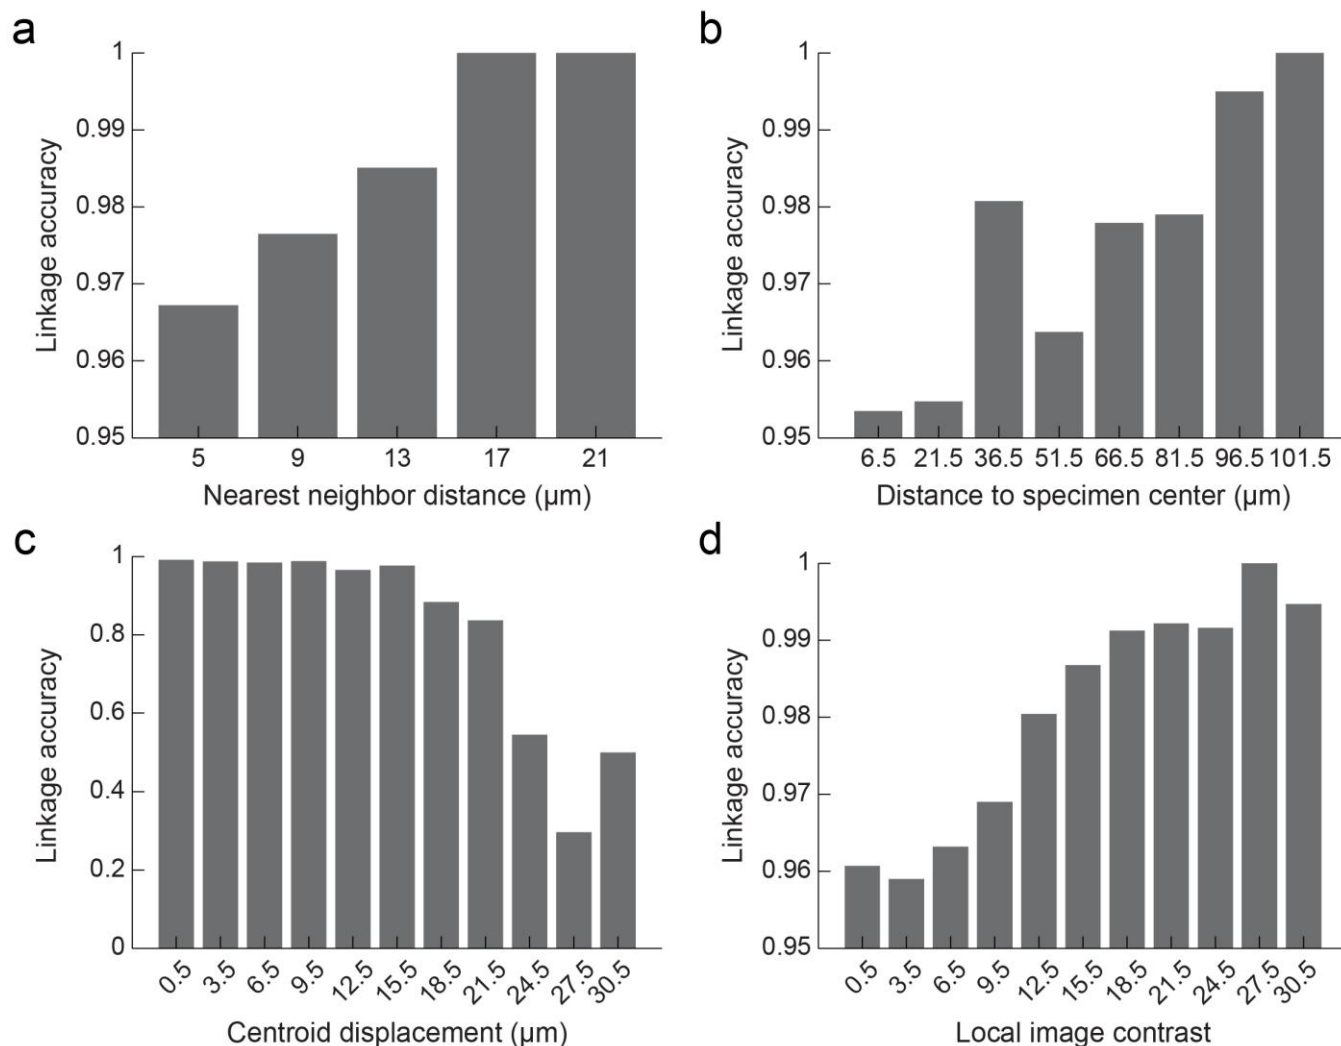 a
1
0.99
0.98
0.97
0.96
0.95
Linkage accuracy
5 9 13 17 21
Nearest neighbor distance (µm)
b
1
0.99
0.98
0.97
0.96
0.95
Linkage accuracy
6.5 21.5 36.5 51.5 66.5 81.5 96.5 101.5
Distance to specimen center (µm)
c
1
0.8
0.6
0.4
0.2
0
Linkage accuracy
0.5 3.5 6.5 9.5 12.5 15.5 18.5 21.5 24.5 27.5 30.5
Centroid displacement (µm)
d
1
0.99
0.98
0.97
0.96
0.95
Linkage accuracy
0.5 3.5 6.5 9.5 12.5 15.5 18.5 21.5 24.5 27.5 30.5
Local image contrast